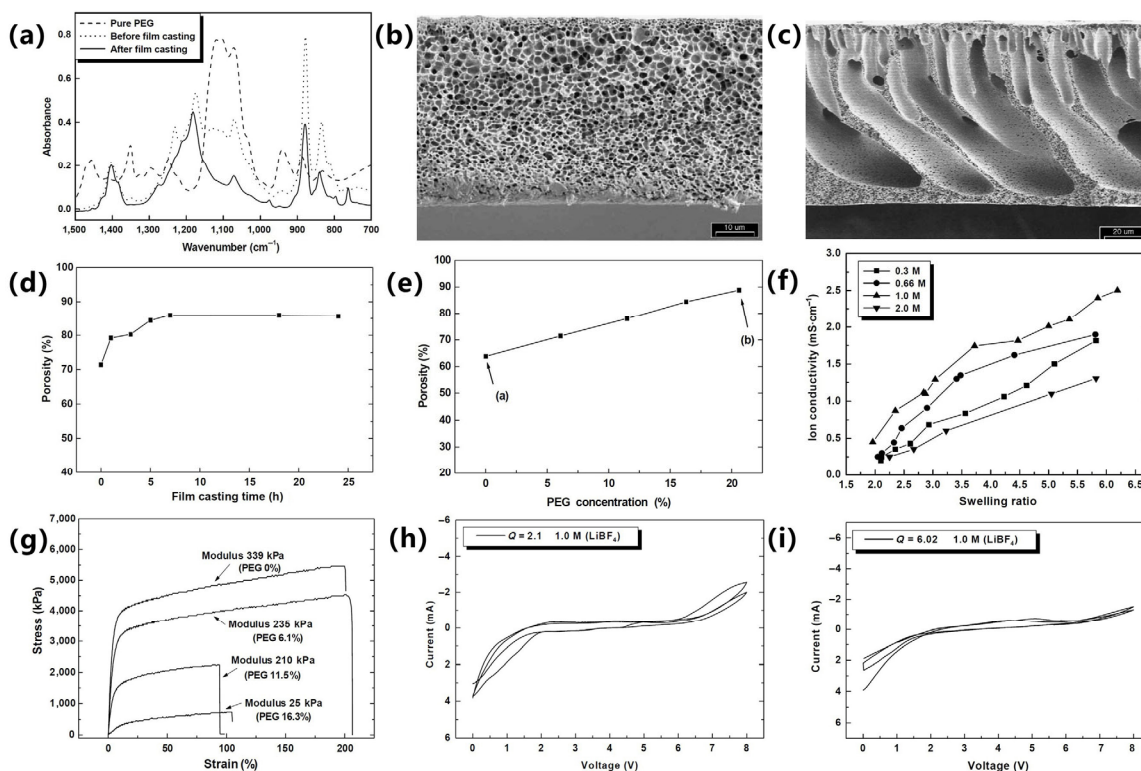 (a)
Pure PEG
Before film casting
After film casting
0.8
0.6
0.4
0.2
0.0
Absorbance
1,500 1,400 1,300 1,200 1,100 1,000 900 800 700
Wavenumber (cm⁻¹)
(b)
10 um
(c)
20 um
(d)
100
90
80
70
60
50
40
Porosity (%)
0 5 10 15 20 25
Film casting time (h)
(e)
100
90
80
70
60
50
40
30
20
Porosity (%)
(a)
(b)
0 5 10 15 20
PEG concentration (%)
(f)
0.3 M
0.66 M
1.0 M
2.0 M
3.0
2.5
2.0
1.5
1.0
0.5
0.0
Ion conductivity (mS·cm⁻¹)
1.5 2.0 2.5 3.0 3.5 4.0 4.5 5.0 5.5 6.0 6.5
Swelling ratio
(g)
7,000
6,000
5,000
4,000
3,000
2,000
1,000
0
Stress (kPa)
Modulus 339 kPa
(PEG 0%)
Modulus 235 kPa
(PEG 6.1%)
Modulus 210 kPa
(PEG 11.5%)
Modulus 25 kPa
(PEG 16.3%)
0 50 100 150 200
Strain (%)
(h)
Q = 2.1 1.0 M (LiBF₄)
−6
−4
−2
0
2
4
6
Current (mA)
0 1 2 3 4 5 6 7 8
Voltage (V)
(i)
Q = 6.02 1.0 M (LiBF₄)
-6
-4
-2
0
2
4
6
Current (mA)
0 1 2 3 4 5 6 7 8
Voltage (V)